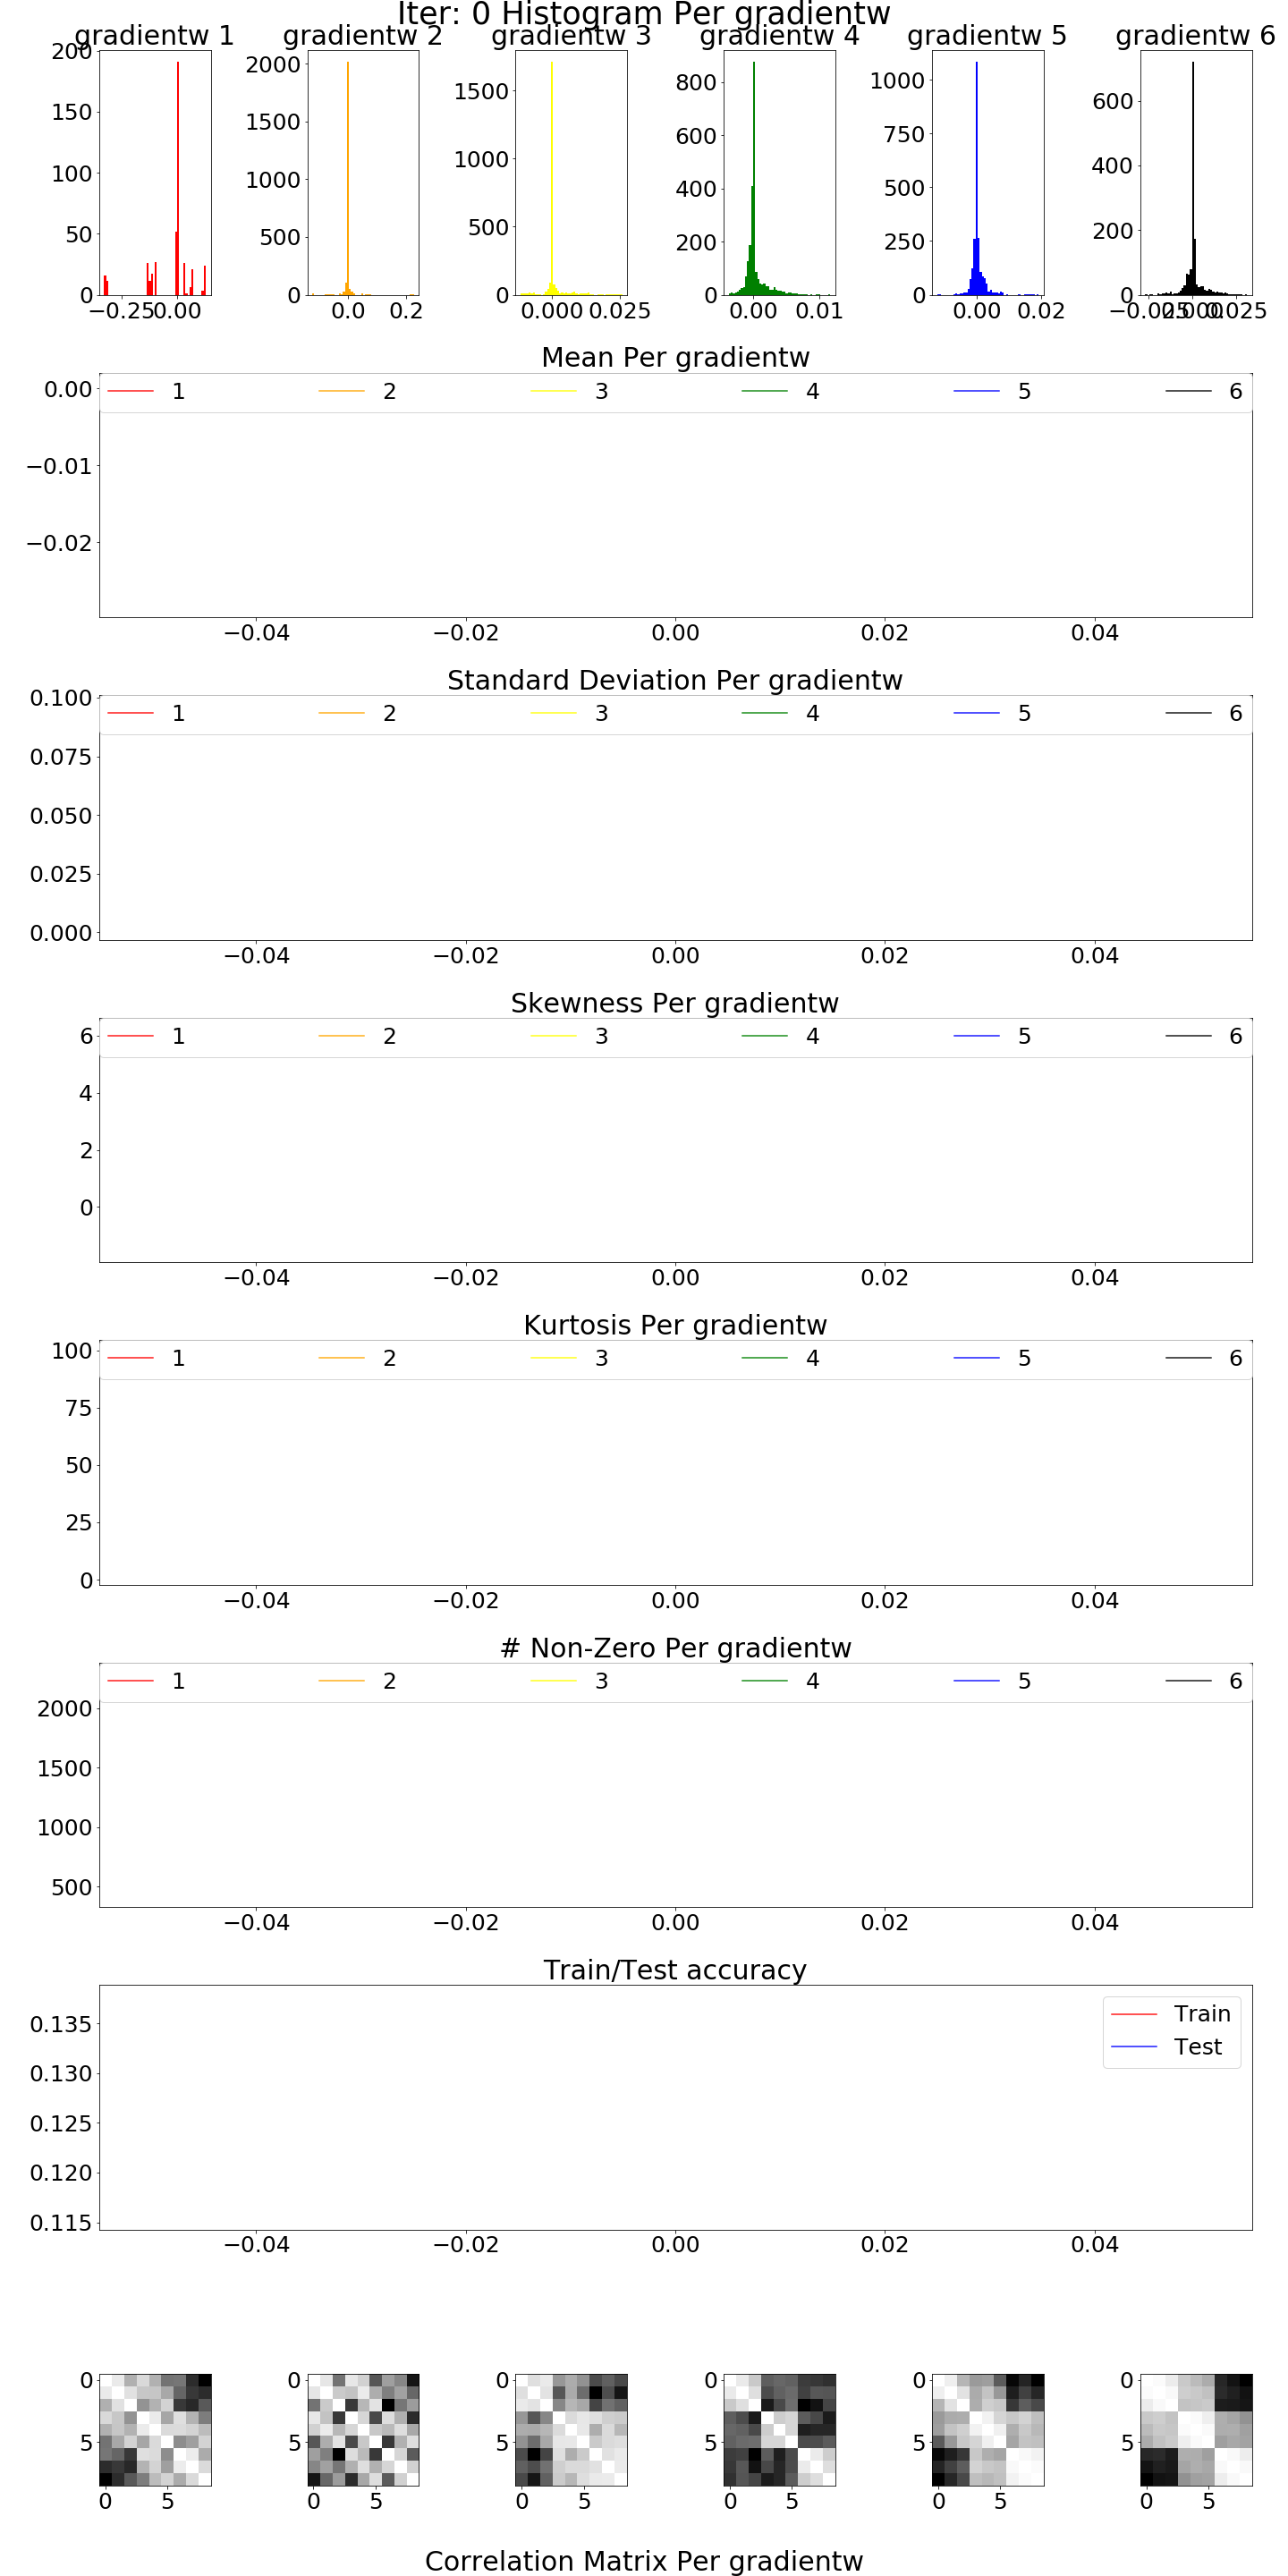 Iter: 0 Histogram Per gradientw
gradientw 1 gradientw 2 gradientw 3 gradientw 4 gradientw 5 gradientw 6
200 150 100 50 0
−0.25 0.00
2000 1500 1000 500 0
0.0 0.2
1500 1000 500 0
0.000 0.025
800 600 400 200 0
0.00 0.01
1000 750 500 250 0
0.00 0.02
600 400 200 0
−0.025 0.000 0.025
Mean Per gradientw
1 2 3 4 5 6
0.00
−0.01
−0.02
−0.04 −0.02 0.00 0.02 0.04
Standard Deviation Per gradientw
1 2 3 4 5 6
0.100
0.075
0.050
0.025
0.000
−0.04 −0.02 0.00 0.02 0.04
Skewness Per gradientw
1 2 3 4 5 6
6
4
2
0
−0.04 −0.02 0.00 0.02 0.04
Kurtosis Per gradientw
1 2 3 4 5 6
100
75
50
25
0
−0.04 −0.02 0.00 0.02 0.04
# Non-Zero Per gradientw
1 2 3 4 5 6
2000
1500
1000
500
−0.04 −0.02 0.00 0.02 0.04
Train/Test accuracy
Train
Test
0.135
0.130
0.125
0.120
0.115
−0.04 −0.02 0.00 0.02 0.04
0 0 0 0 0 0
5 5 5 5 5 5
0 5 0 5 0 5 0 5 0 5 0 5
Correlation Matrix Per gradientw